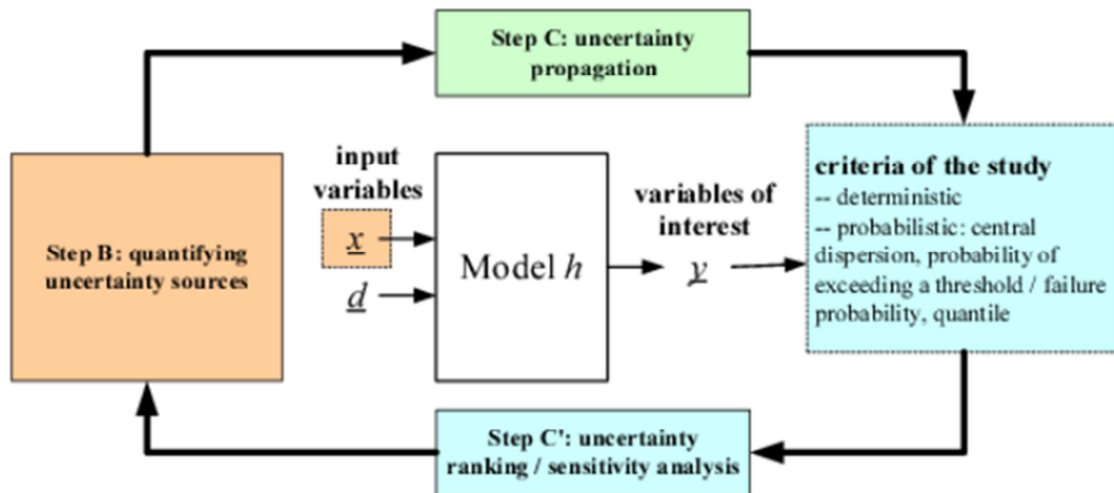 Step C: uncertainty
propagation
Step B: quantifying
uncertainty sources
input
variables
x
d
Model h
variables of
interest
y
criteria of the study
-- deterministic
-- probabilistic: central
dispersion, probability of
exceeding a threshold / failure
probability, quantile
Step C': uncertainty
ranking / sensitivity analysis